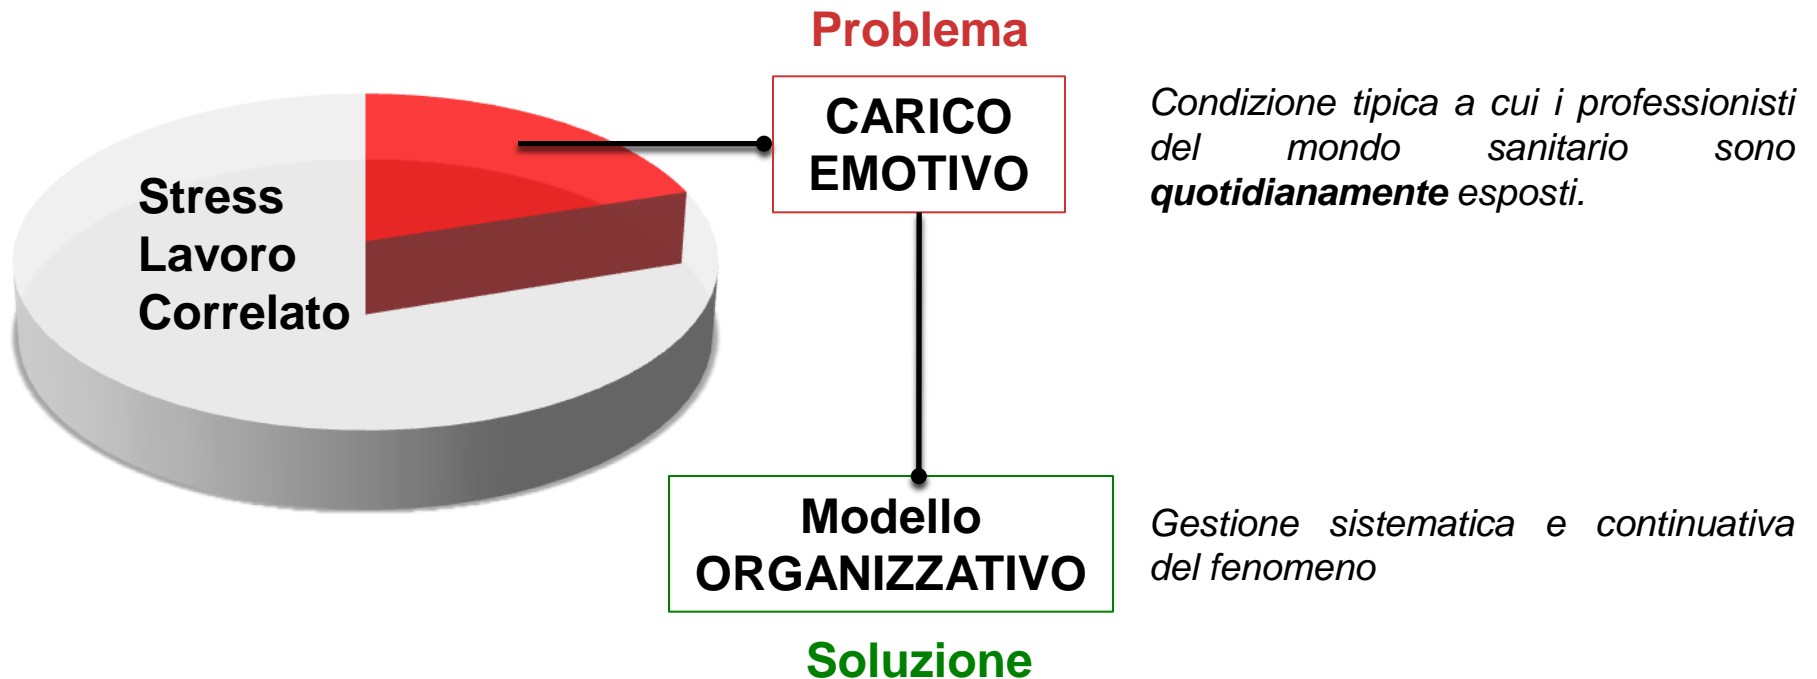 Problema
CARICO
EMOTIVO
Condizione tipica a cui i professionisti
del mondo sanitario sono
quotidianamente esposti.
Stress
Lavoro
Correlato
Modello
ORGANIZZATIVO
Gestione sistematica e continuativa
del fenomeno
Soluzione